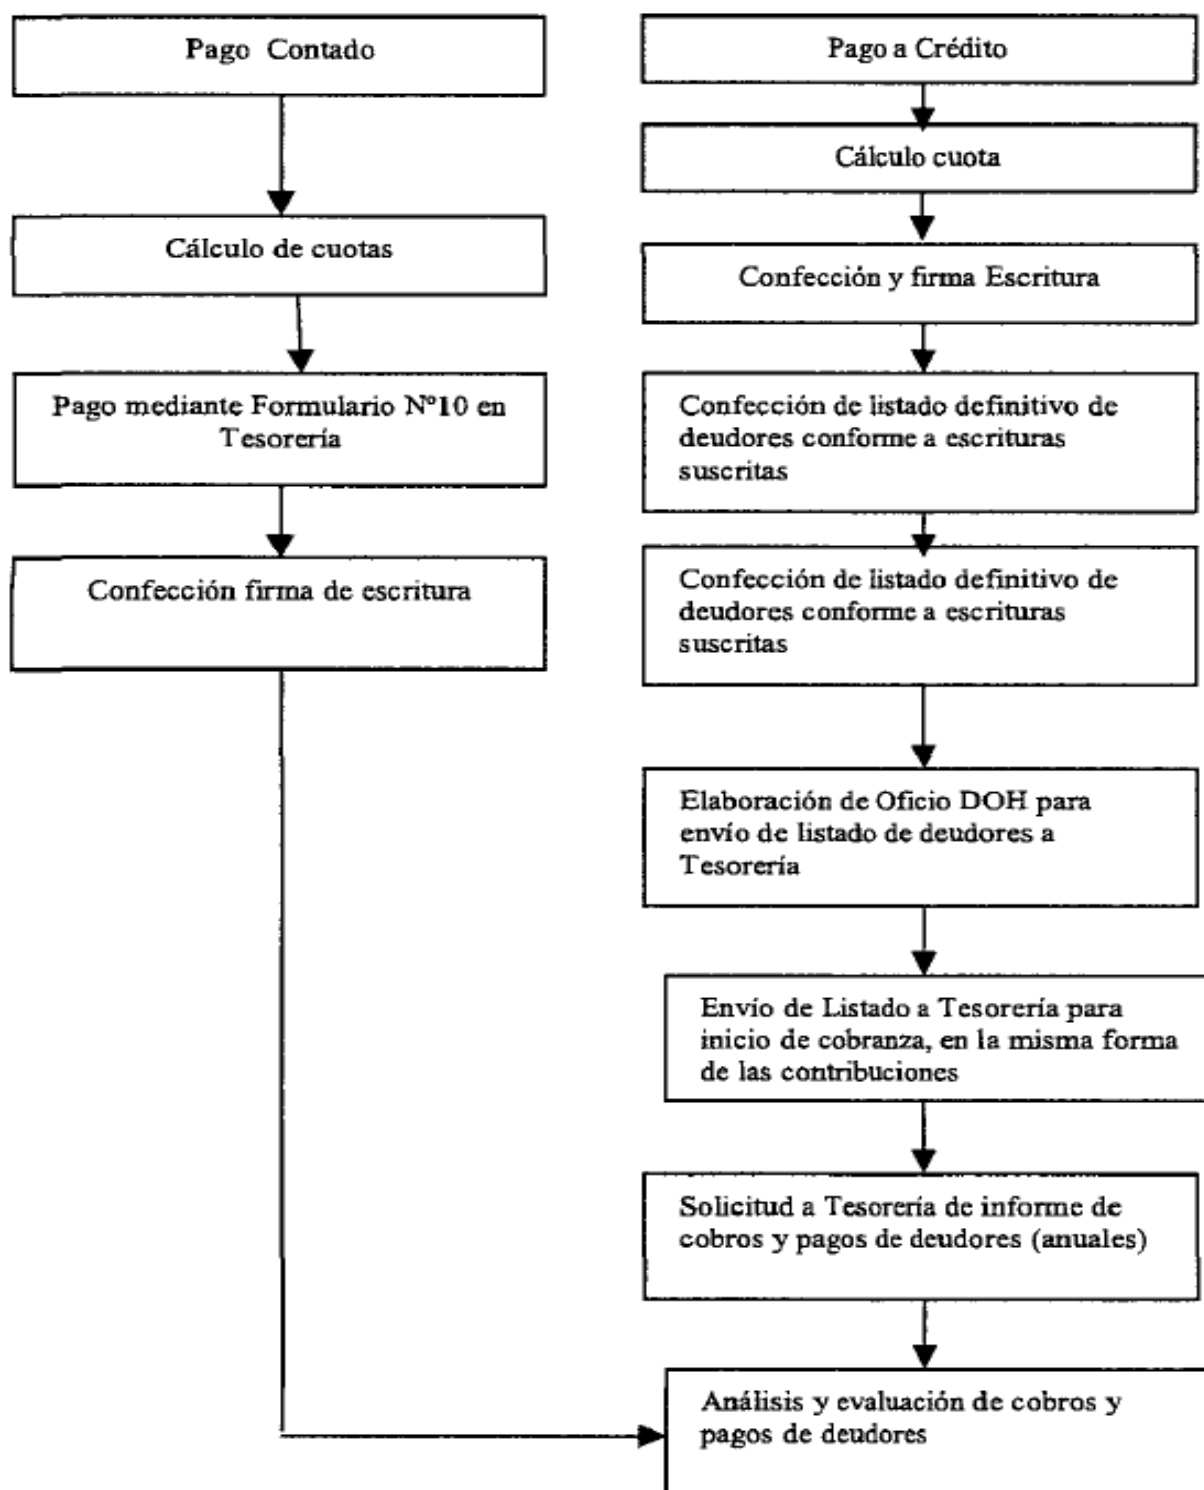 Pago Contado
Cálculo de cuotas
Pago mediante Formulario Nº10 en
Tesorería
Confección firma de escritura
Pago a Crédito
Cálculo cuota
Confección y firma Escritura
Confección de listado definitivo de
deudores conforme a escrituras
suscritas
Confección de listado definitivo de
deudores conforme a escrituras
suscritas
Elaboración de Oficio DOH para
envío de listado de deudores a
Tesorería
Envío de Listado a Tesorería para
inicio de cobranza, en la misma forma
de las contribuciones
Solicitud a Tesorería de informe de
cobros y pagos de deudores (anuales)
Análisis y evaluación de cobros y
pagos de deudores